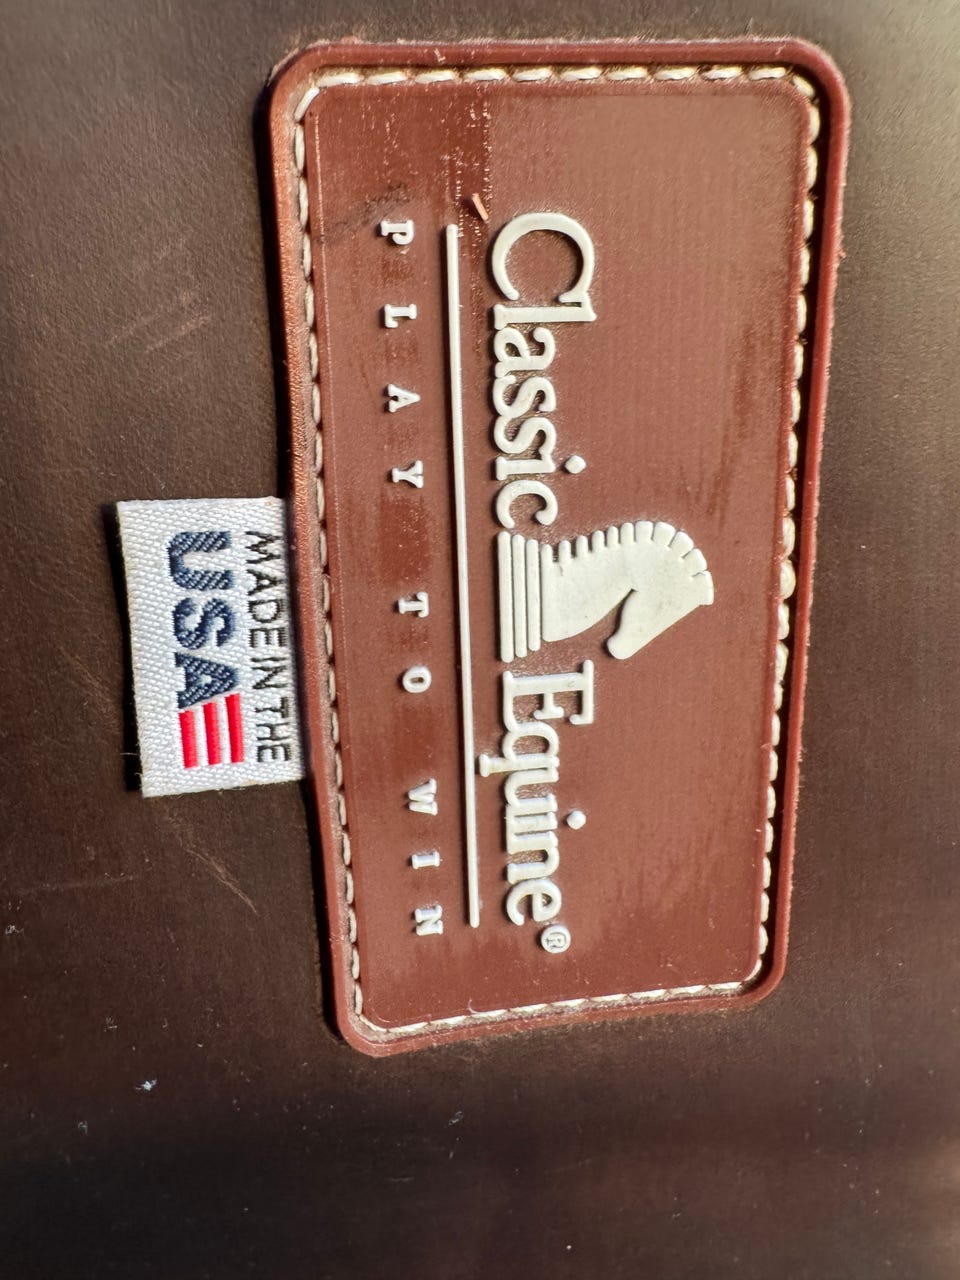 Classic Equine®
PLAY TO WIN
MADE IN THE
USA